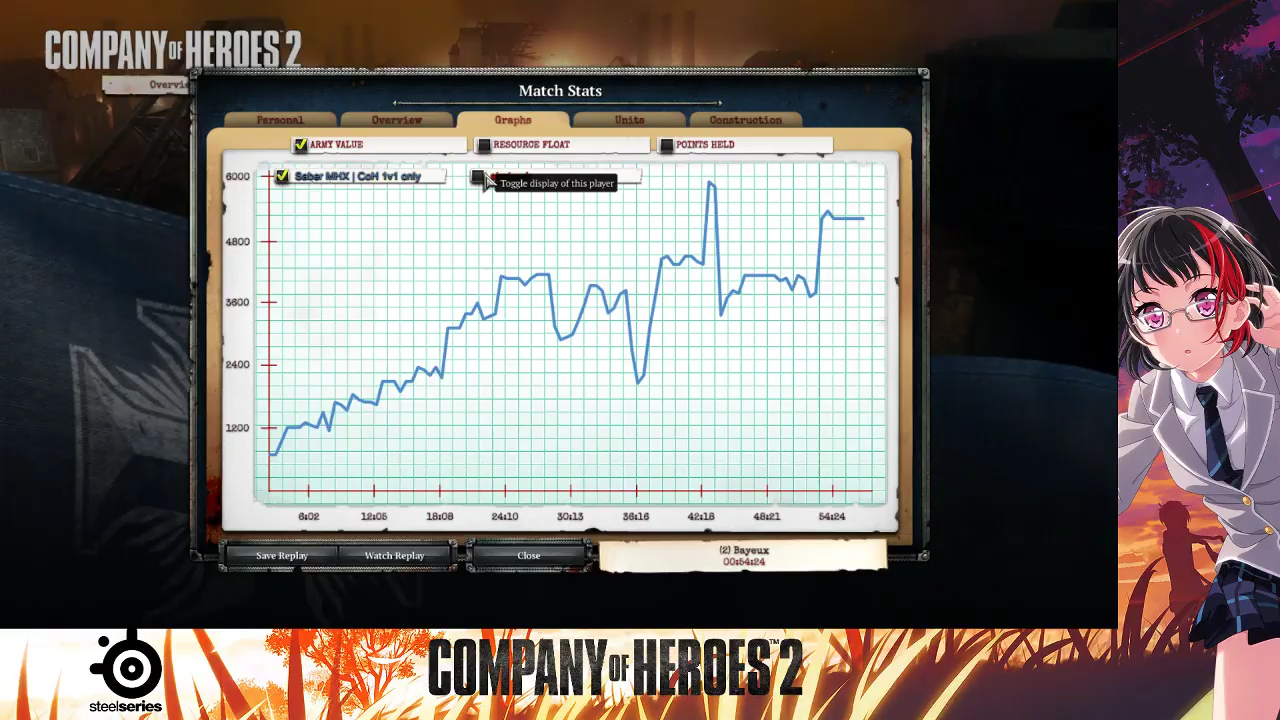 COMPANY OF HEROES 2
Match Stats
Personal
Overview
Graphs
Units
Construction
ARMY VALUE
RESOURCE FLOAT
POINTS HELD
Saber MHX | CoH 1v1 only
Toggle display of this player
6000
4800
3600
2400
1200
6:02
12:05
18:08
24:10
30:13
36:16
42:18
48:21
54:24
Save Replay
Watch Replay
Close
(2) Bayeux
00:54:24
COMPANY OF HEROES™ 2
steelseries